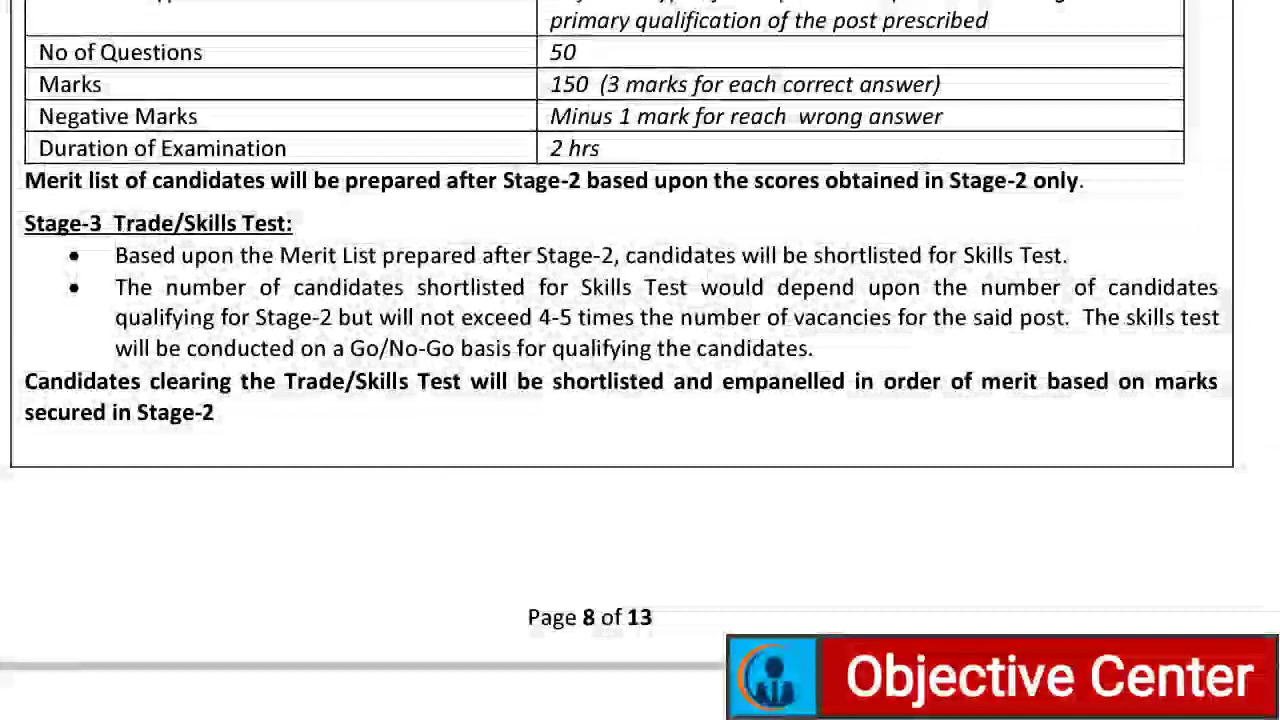 primary qualification of the post prescribed
No of Questions 50
Marks 150 (3 marks for each correct answer)
Negative Marks Minus 1 mark for reach wrong answer
Duration of Examination 2 hrs
Merit list of candidates will be prepared after Stage-2 based upon the scores obtained in Stage-2 only.
Stage-3 Trade/Skills Test:
• Based upon the Merit List prepared after Stage-2, candidates will be shortlisted for Skills Test.
• The number of candidates shortlisted for Skills Test would depend upon the number of candidates
qualifying for Stage-2 but will not exceed 4-5 times the number of vacancies for the said post. The skills test
will be conducted on a Go/No-Go basis for qualifying the candidates.
Candidates clearing the Trade/Skills Test will be shortlisted and empanelled in order of merit based on marks
secured in Stage-2
Page 8 of 13
Objective Center